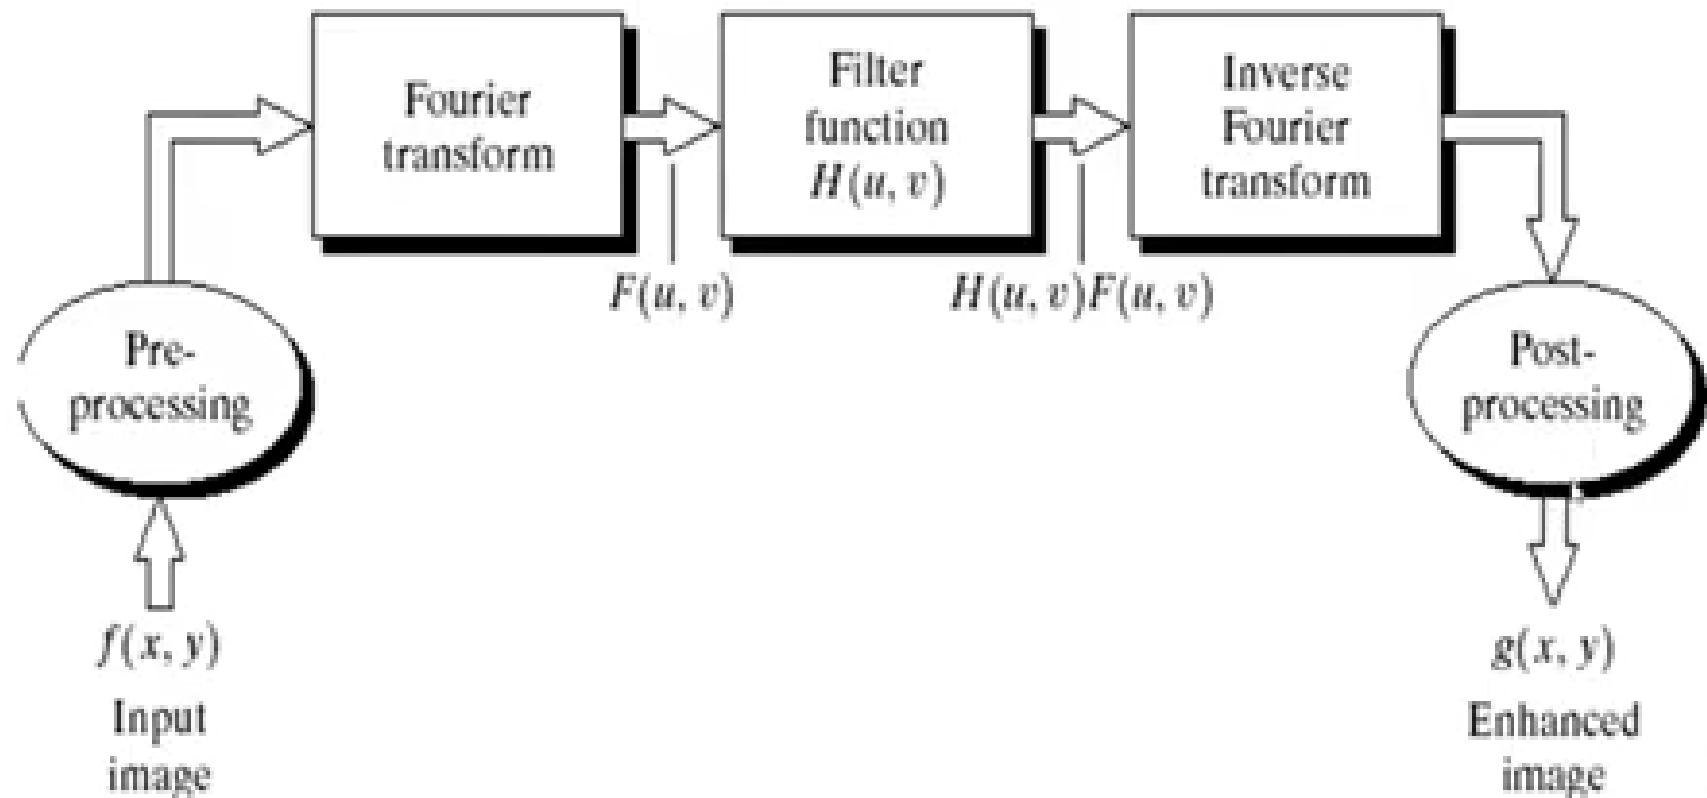 Fourier
transform
Filter
function
H(u, v)
Inverse
Fourier
transform
F(u, v)
H(u, v)F(u, v)
Pre-
processing
Post-
processing
f(x, y)
Input
image
g(x, y)
Enhanced
image